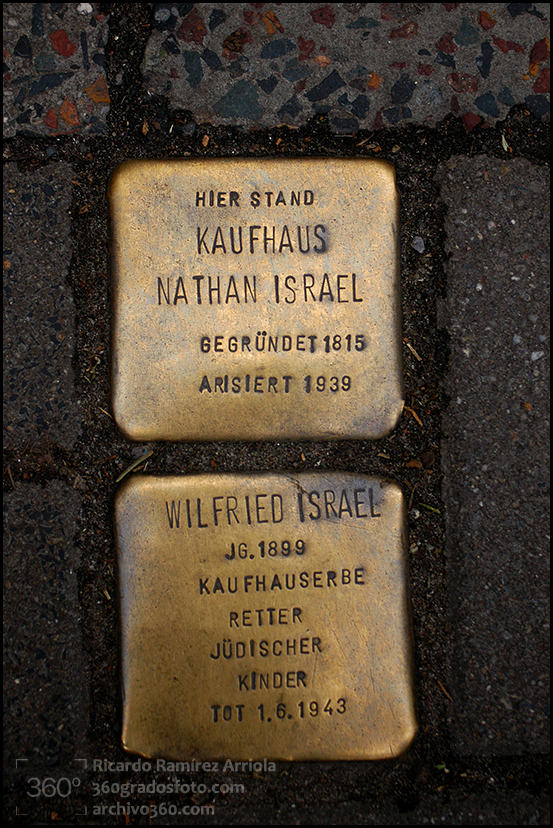 HIER STAND
KAUFHAUS
NATHAN ISRAEL
GEGRÜNDET 1815
ARISIERT 1939
WILFRIED ISRAEL
JG. 1899
KAUFHAUSERBE
RETTER
JÜDISCHER
KINDER
TOT 1.6.1943
360º
Ricardo Ramírez Arriola
360gradosfoto.com
archivo360.com